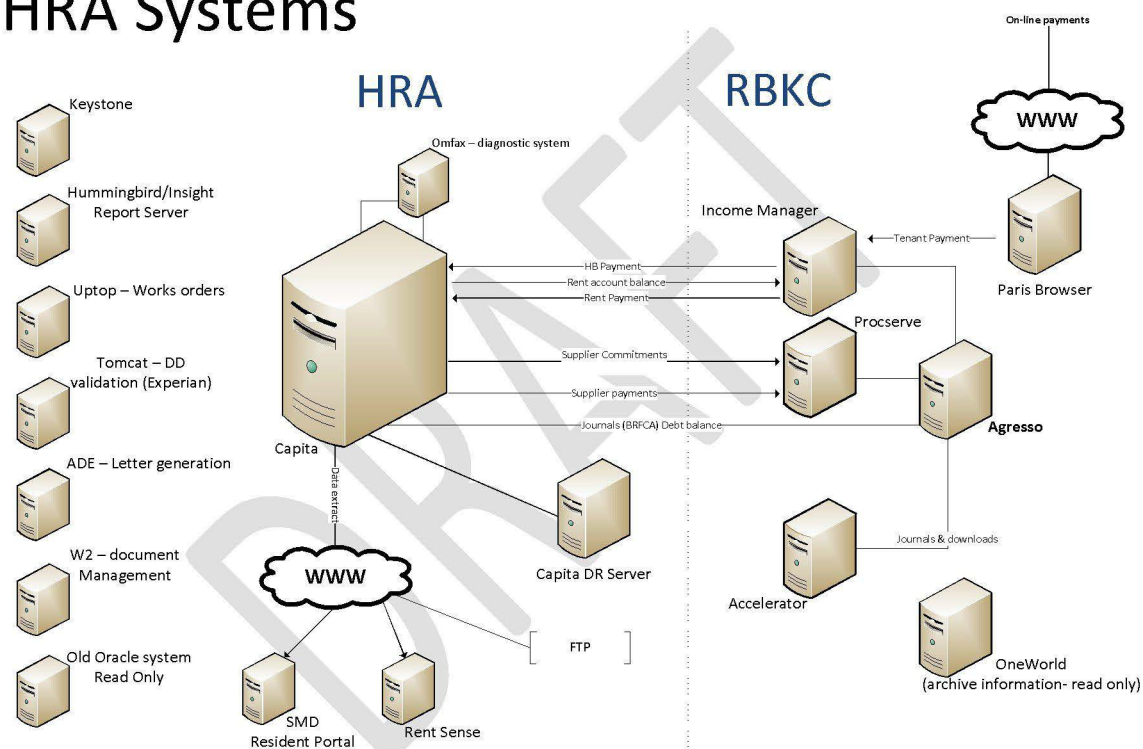 HRA Systems
On-line payments
WWW
HRA
RBKC
Keystone
Omfax – diagnostic system
Hummingbird/Insight
Report Server
Income Manager
Tenant Payment
Paris Browser
HB Payment
Rent account balance
Rent Payment
Uptop – Works orders
Procserve
Tomcat – DD
validation (Experian)
Supplier Commitments
Supplier payments
Journals (BRFCA) Debt balance
Agresso
Capita
ADE – Letter generation
Data extract
W2 – document
Management
WWW
Capita DR Server
Journals & downloads
Accelerator
FTP
Old Oracle system
Read Only
OneWorld
(archive information- read only)
SMD
Resident Portal
Rent Sense
DRAFT